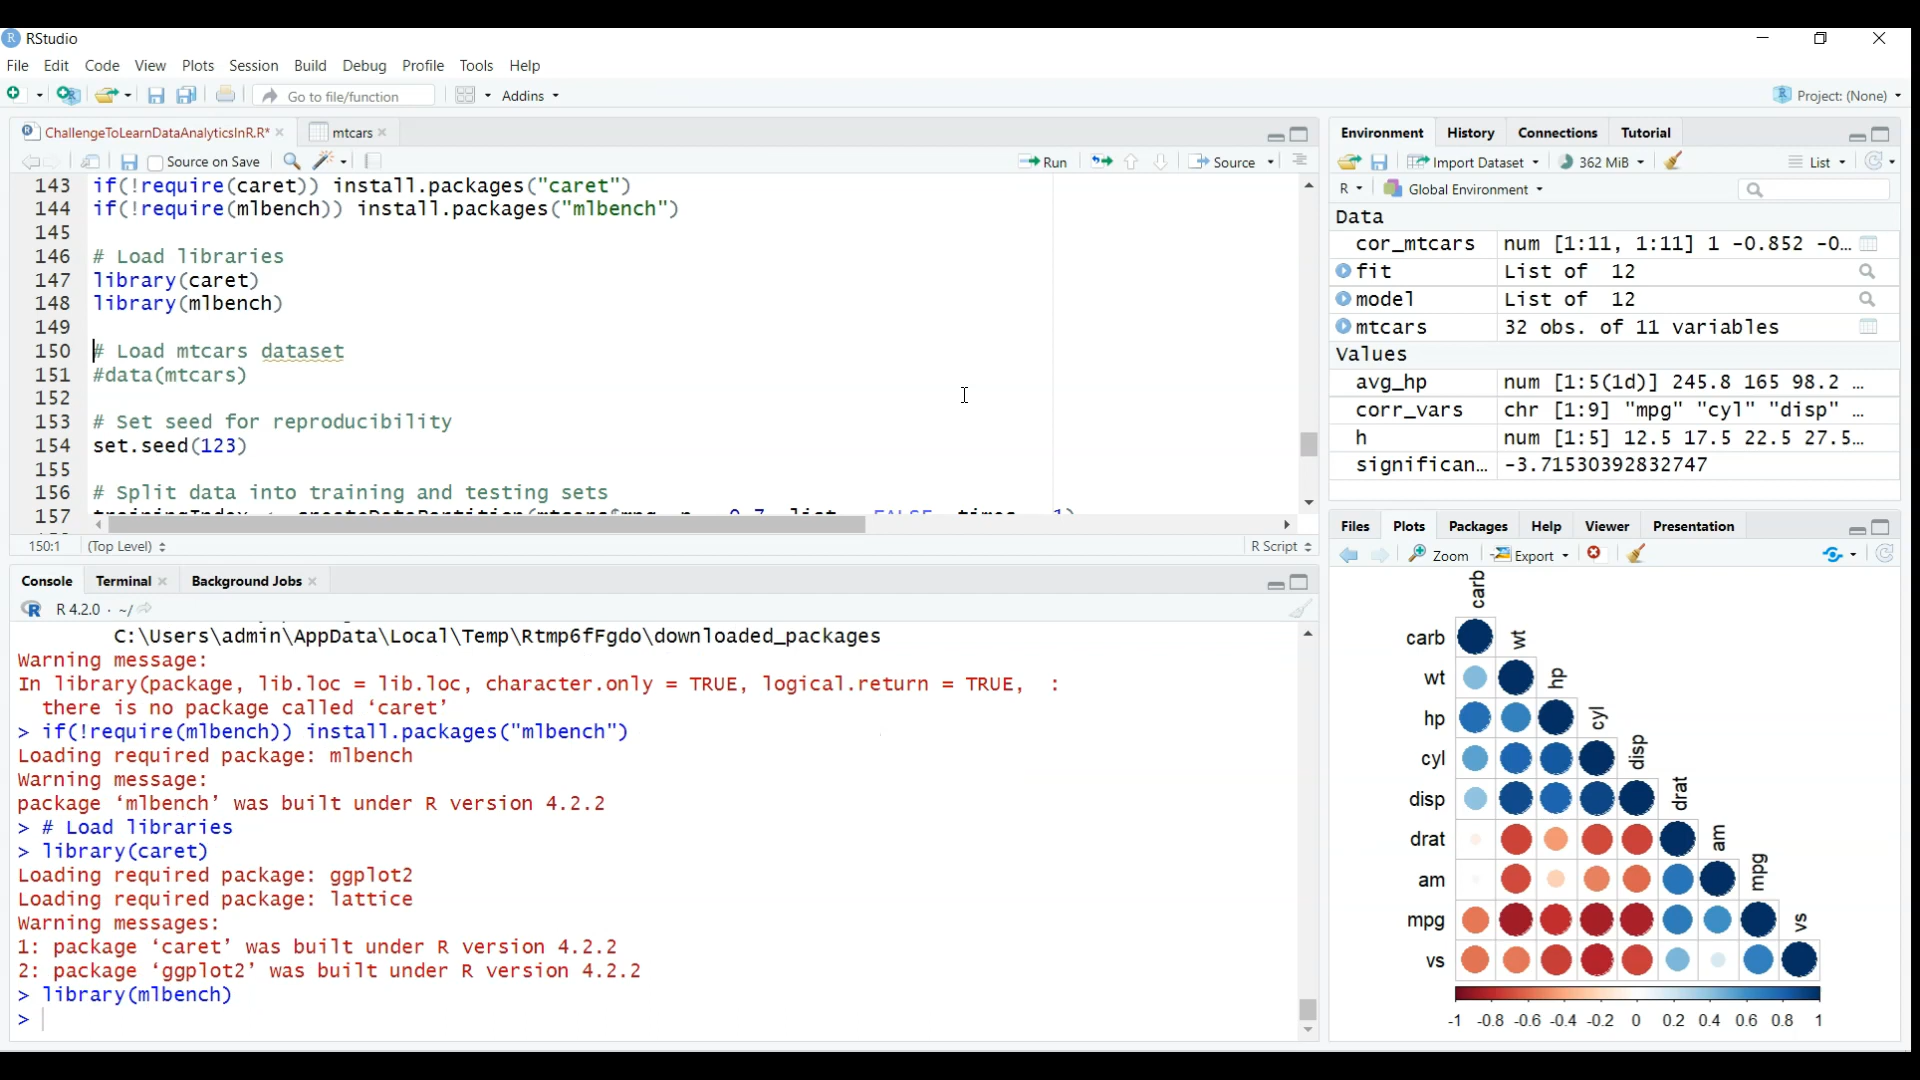 RStudio
File Edit Code View Plots Session Build Debug Profile Tools Help
Go to file/function Addins Project: (None)
ChallengeToLearnDataAnalyticsInR.R* mtcars
Source on Save Run Source
143 if(!require(caret)) install.packages("caret")
144 if(!require(mlbench)) install.packages("mlbench")
145
146 # Load libraries
147 library(caret)
148 library(mlbench)
149
150 # Load mtcars dataset
151 #data(mtcars)
152
153 # Set seed for reproducibility
154 set.seed(123)
155
156 # Split data into training and testing sets
157
150:1 (Top Level) R Script
Console Terminal Background Jobs
R 4.2.0 · ~/
C:\Users\admin\AppData\Local\Temp\Rtmp6fFgdo\downloaded_packages
Warning message:
In library(package, lib.loc = lib.loc, character.only = TRUE, logical.return = TRUE, :
there is no package called ‘caret’
> if(!require(mlbench)) install.packages("mlbench")
Loading required package: mlbench
Warning message:
package ‘mlbench’ was built under R version 4.2.2
> # Load libraries
> library(caret)
Loading required package: ggplot2
Loading required package: lattice
Warning messages:
1: package ‘caret’ was built under R version 4.2.2
2: package ‘ggplot2’ was built under R version 4.2.2
> library(mlbench)
>
Environment History Connections Tutorial
Import Dataset 362 MiB List
R Global Environment
Data
cor_mtcars num [1:11, 1:11] 1 -0.852 -0...
fit List of 12
model List of 12
mtcars 32 obs. of 11 variables
Values
avg_hp num [1:5(1d)] 245.8 165 98.2 ...
corr_vars chr [1:9] "mpg" "cyl" "disp" ...
h num [1:5] 12.5 17.5 22.5 27.5...
significan... -3.71530392832747
Files Plots Packages Help Viewer Presentation
Zoom Export
carb
carb wt
wt hp
hp cyl
cyl disp
disp drat
drat am
am mpg
mpg vs
vs
-1 -0.8 -0.6 -0.4 -0.2 0 0.2 0.4 0.6 0.8 1